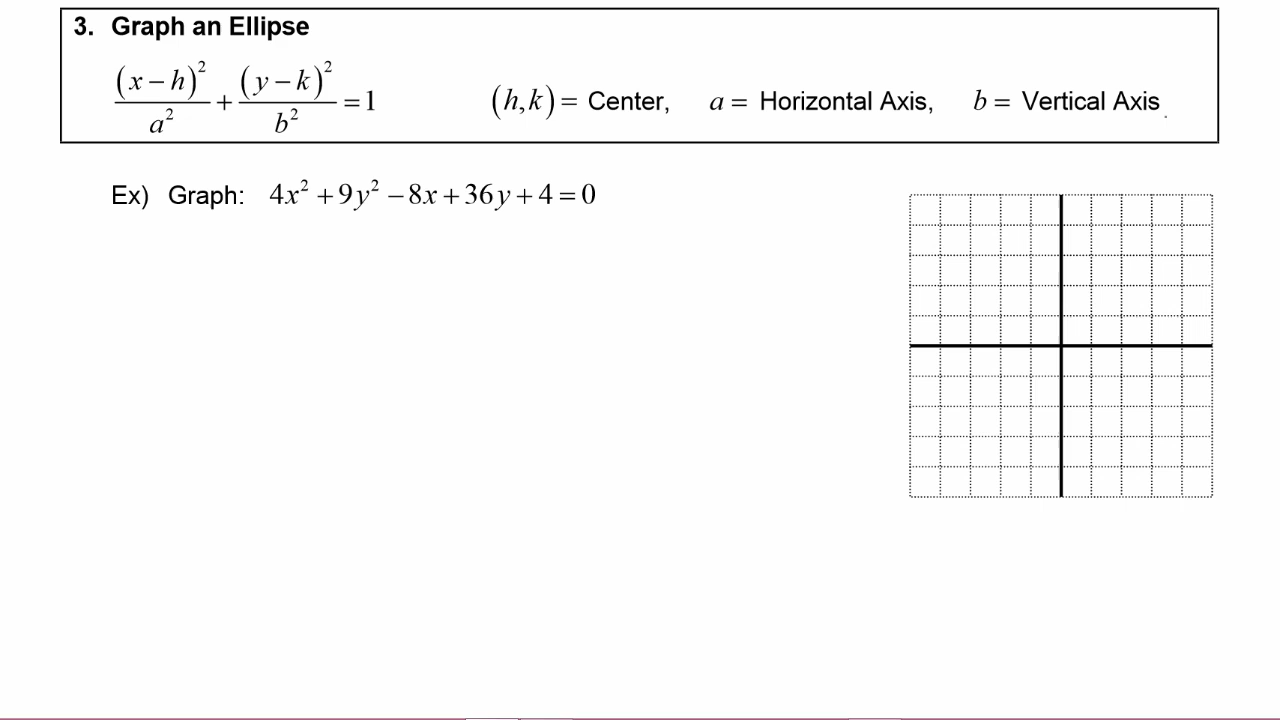 3. Graph an Ellipse
(x − h)²/a² + (y − k)²/b² = 1 (h,k) = Center, a = Horizontal Axis, b = Vertical Axis
Ex) Graph: 4x² + 9y² − 8x + 36y + 4 = 0